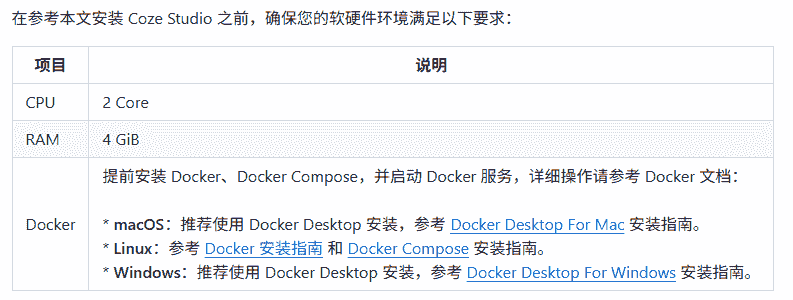 在参考本文安装 Coze Studio 之前，确保您的软硬件环境满足以下要求：
项目 说明
CPU 2 Core
RAM 4 GiB
Docker 提前安装 Docker、Docker Compose，并启动 Docker 服务，详细操作请参考 Docker 文档：
* macOS：推荐使用 Docker Desktop 安装，参考 Docker Desktop For Mac 安装指南。
* Linux：参考 Docker 安装指南 和 Docker Compose 安装指南。
* Windows：推荐使用 Docker Desktop 安装，参考 Docker Desktop For Windows 安装指南。